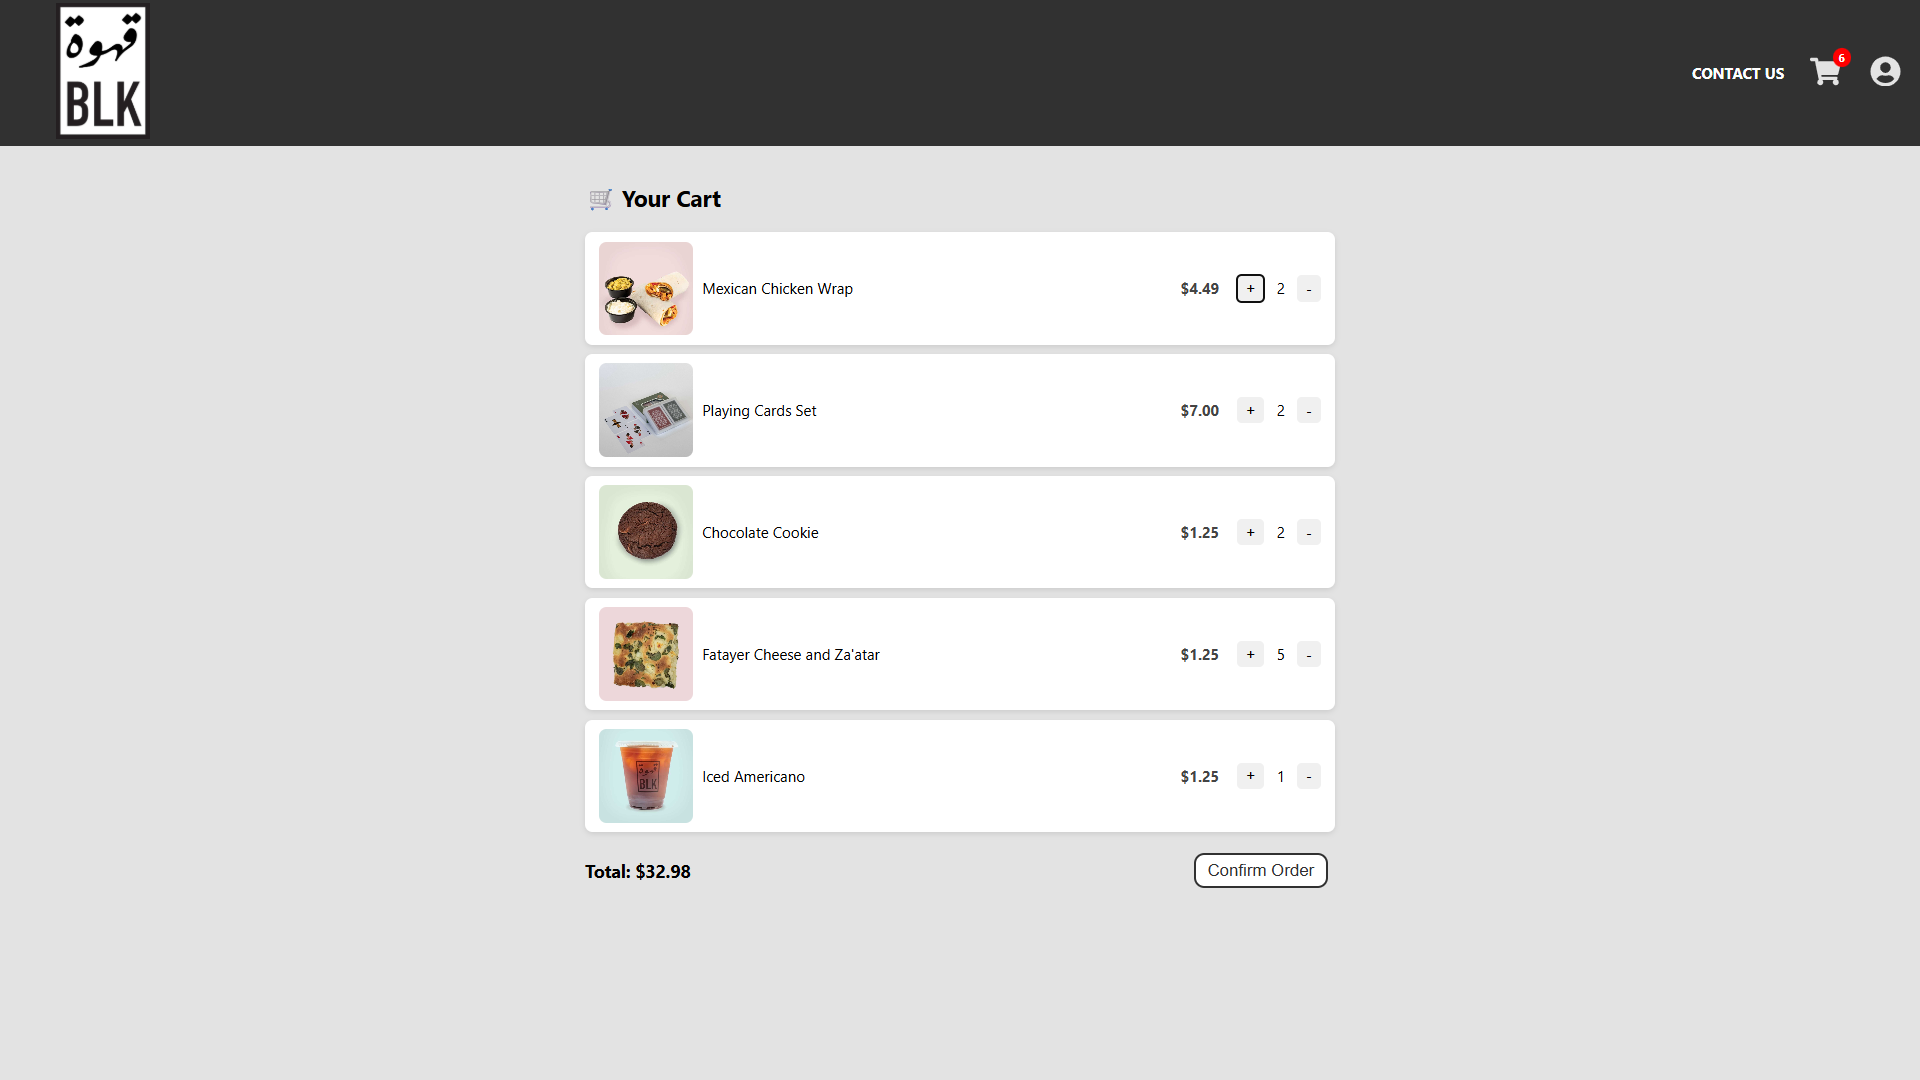 قهوة
BLK
CONTACT US
6
Your Cart
Mexican Chicken Wrap $4.49 + 2 -
Playing Cards Set $7.00 + 2 -
Chocolate Cookie $1.25 + 2 -
Fatayer Cheese and Za'atar $1.25 + 5 -
قهوة
BLK
Iced Americano $1.25 + 1 -
Total: $32.98 Confirm Order